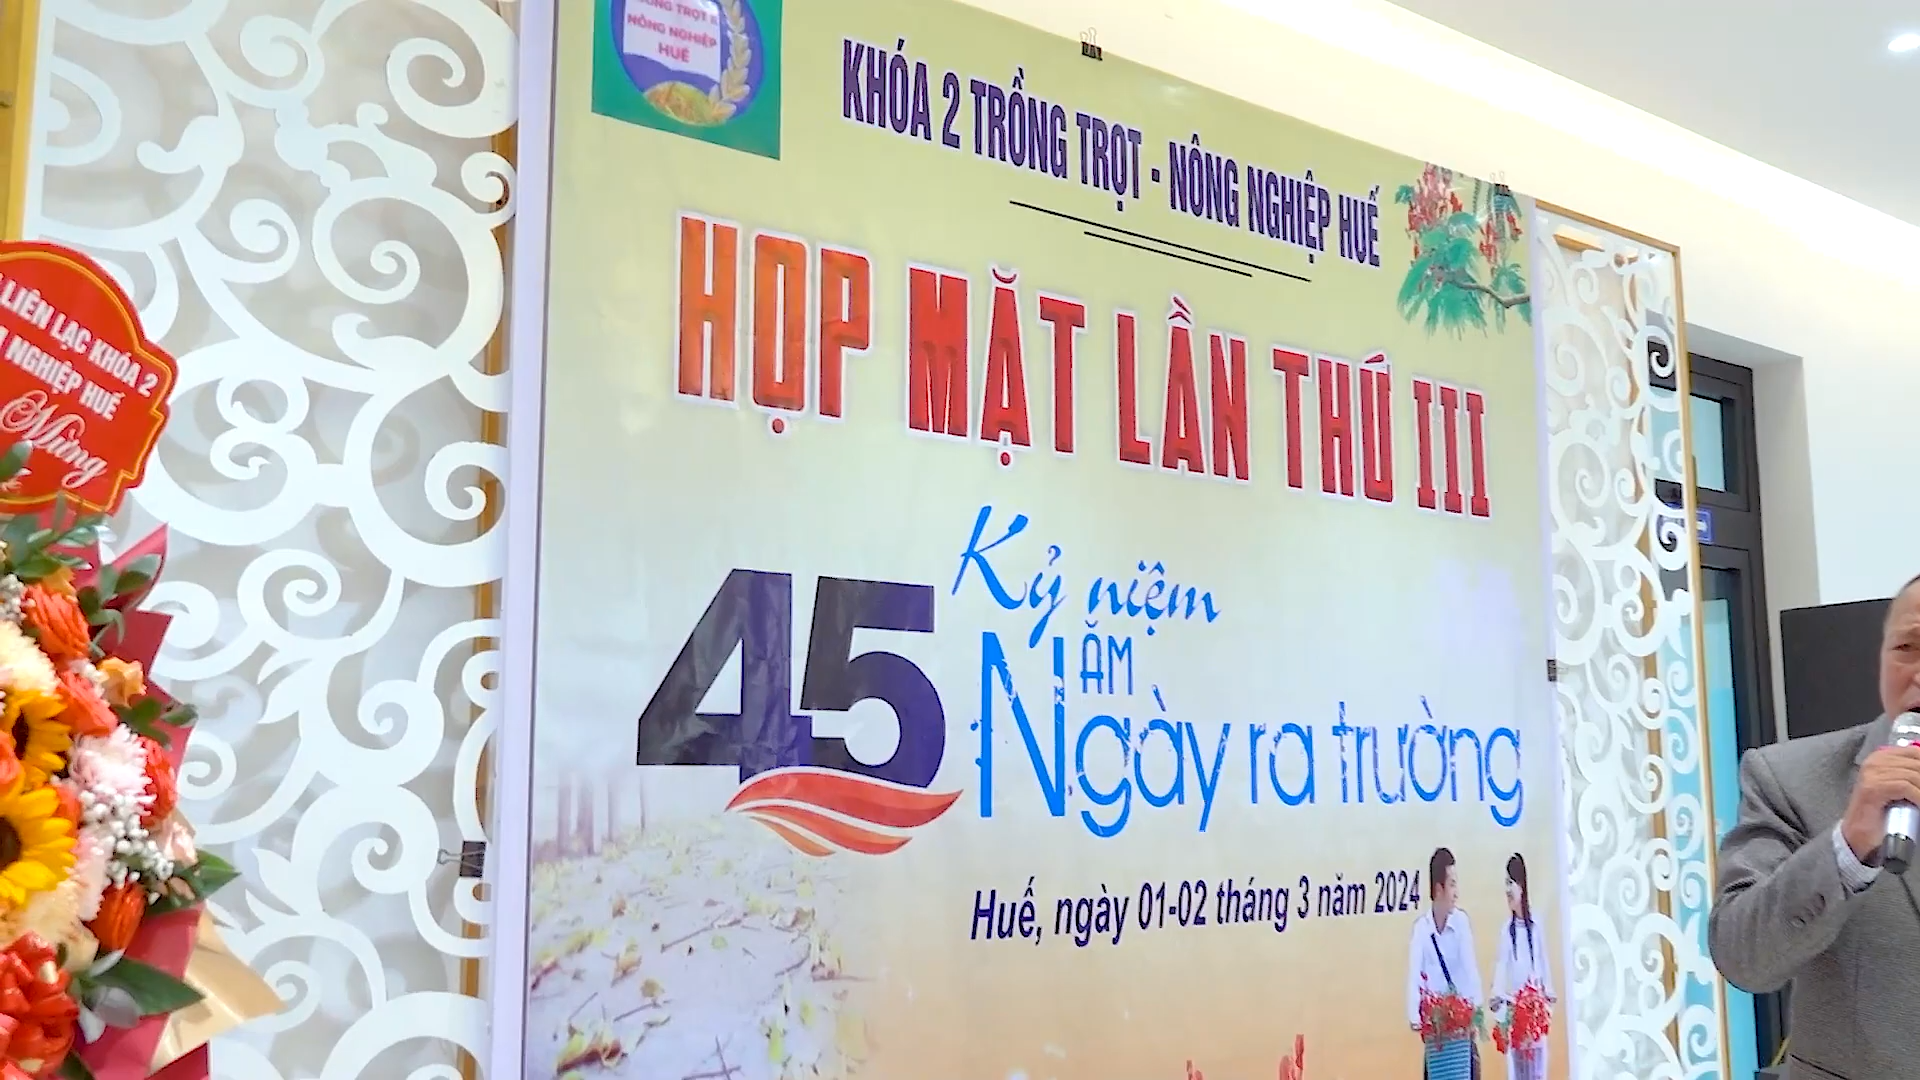 TRỌT
NÔNG NGHIỆP
HUẾ
KHÓA 2 TRỒNG TRỌT - NÔNG NGHIỆP HUẾ
HỌP MẶT LẦN THỨ III
Kỷ niệm
45 NĂM
Ngày ra trường
Huế, ngày 01-02 tháng 3 năm 2024
LIÊN LẠC KHÓA 2
NGHIỆP HUẾ
Mừng